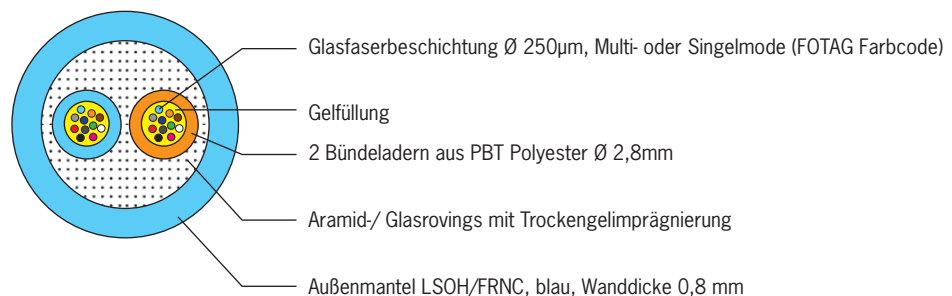 Glasfaserbeschichtung Ø 250µm, Multi- oder Singelmode (FOTAG Farbcode)
Gelfüllung
2 Bündeladern aus PBT Polyester Ø 2,8mm
Aramid-/ Glasrovings mit Trockengelimprägnierung
Außenmantel LSOH/FRNC, blau, Wanddicke 0,8 mm